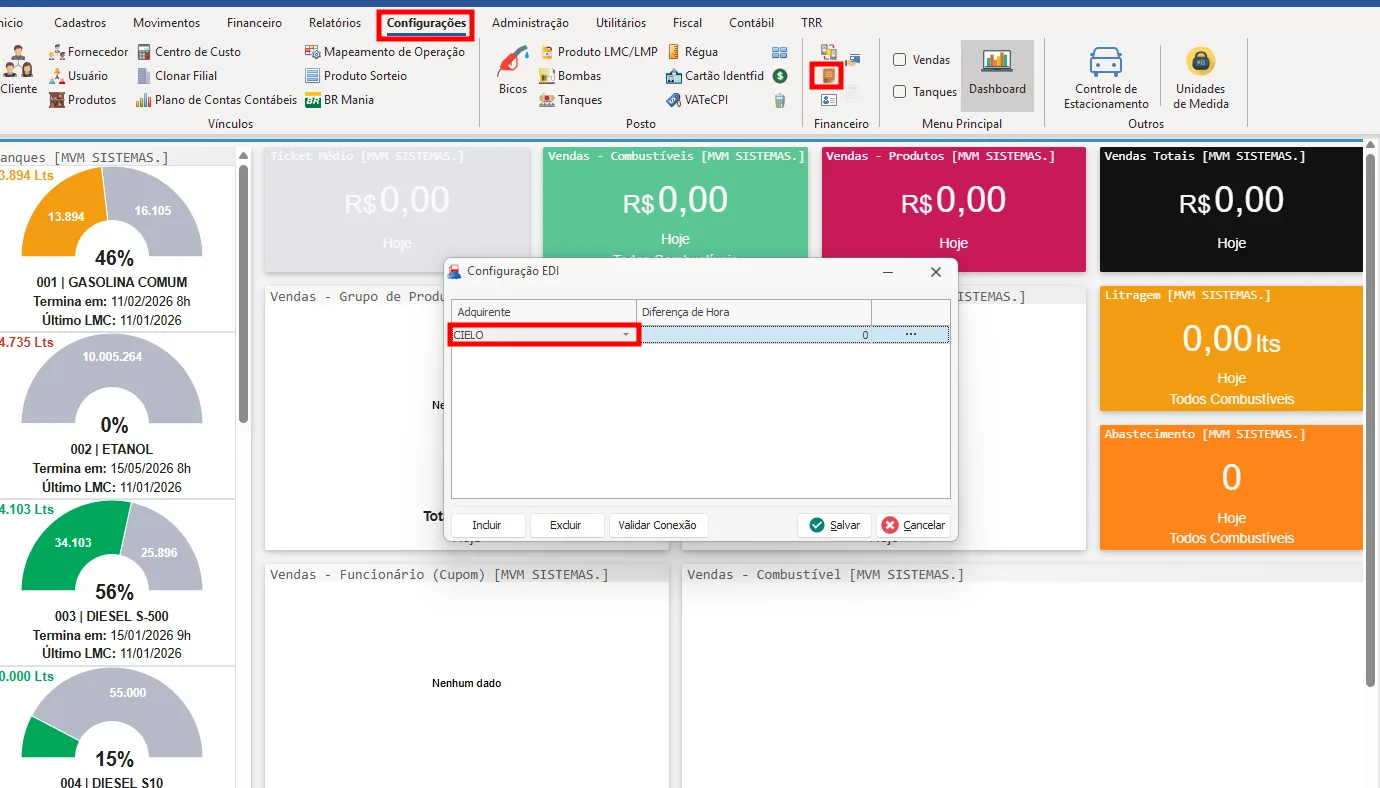 nicio Cadastros Movimentos Financeiro Relatórios Configurações Administração Utilitários Fiscal Contábil TRR
Cliente
Fornecedor
Usuário
Produtos
Centro de Custo
Clonar Filial
Plano de Contas Contábeis
Mapeamento de Operação
Produto Sorteio
BR Mania
Vínculos
Bicos
Produto LMC/LMP
Bombas
Tanques
Régua
Cartão Identfid
VATeCPI
Posto
Financeiro
Vendas
Tanques
Dashboard
Menu Principal
Controle de
Estacionamento
Unidades
de Medida
Outros
anques [MVM SISTEMAS.]
3.894 Lts
13.894
16.105
46%
001 | GASOLINA COMUM
Termina em: 11/02/2026 8h
Último LMC: 11/01/2026
4.735 Lts
10.005.264
0%
002 | ETANOL
Termina em: 15/05/2026 8h
Último LMC: 11/01/2026
4.103 Lts
34.103
25.896
56%
003 | DIESEL S-500
Termina em: 15/01/2026 9h
Último LMC: 11/01/2026
0.000 Lts
55.000
15%
004 | DIESEL S10
Ticket Médio [MVM SISTEMAS.]
R$0,00
Hoje
Vendas - Combustíveis [MVM SISTEMAS.]
R$0,00
Hoje
Todos Combustíveis
Vendas - Produtos [MVM SISTEMAS.]
R$0,00
Hoje
Vendas Totais [MVM SISTEMAS.]
R$0,00
Hoje
Vendas - Grupo de Produ
ISTEMAS.]
Ne
Tot
Hoje
Hoje
Configuração EDI
Adquirente Diferença de Hora
CIELO 0 ...
Incluir Excluir Validar Conexão Salvar Cancelar
Litragem [MVM SISTEMAS.]
0,00lts
Hoje
Todos Combustíveis
Abastecimento [MVM SISTEMAS.]
0
Hoje
Todos Combustíveis
Vendas - Funcionário (Cupom) [MVM SISTEMAS.]
Nenhum dado
Vendas - Combustível [MVM SISTEMAS.]